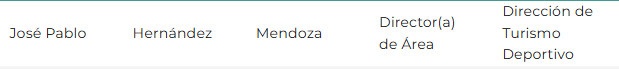 José Pablo Hernández Mendoza Director(a) de Área Dirección de Turismo Deportivo